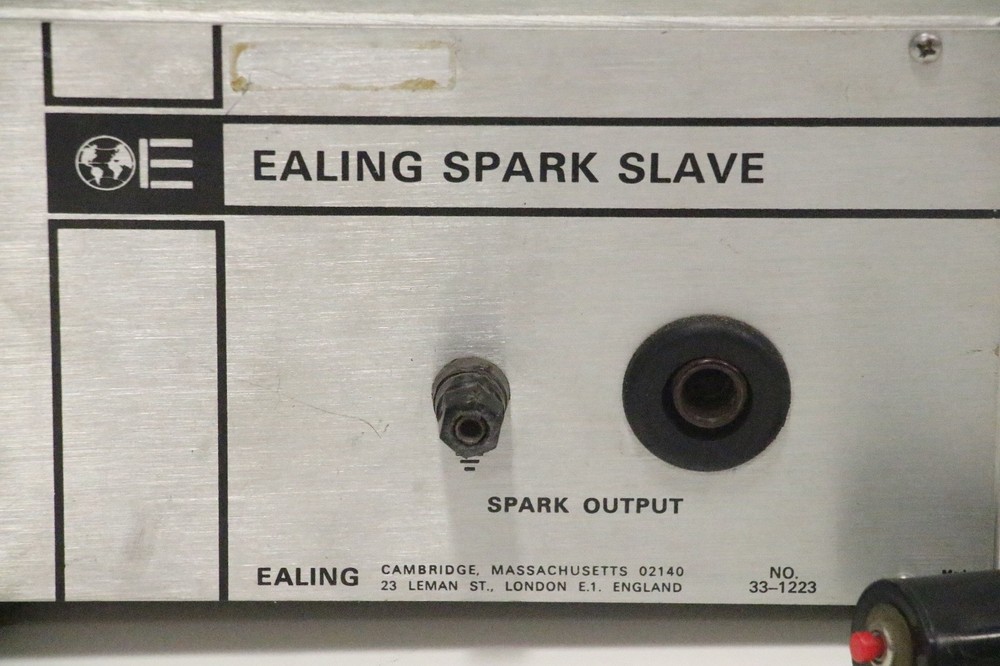 E
EALING SPARK SLAVE
SPARK OUTPUT
EALING
CAMBRIDGE, MASSACHUSETTS 02140
23 LEMAN ST., LONDON E.1. ENGLAND
NO.
33–1223